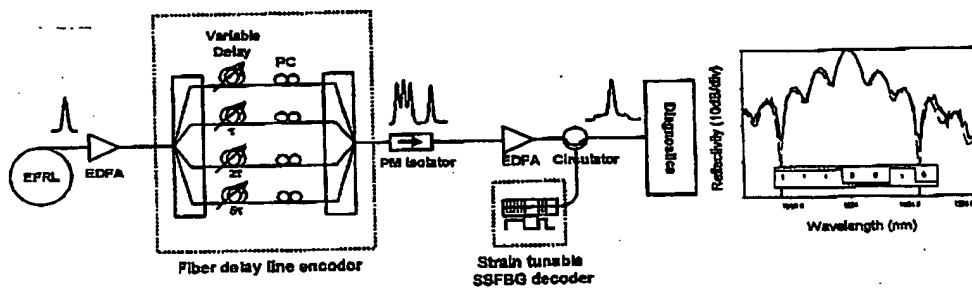 Variable
Delay
PC
τ
2τ
5τ
EFRL
EDFA
Fiber delay line encodor
PM Isolator
EDFA
Circulator
Diagnostics
Strain tunable
SSFBG decoder
Reflectivity (10dB/div)
Wavelength (nm)